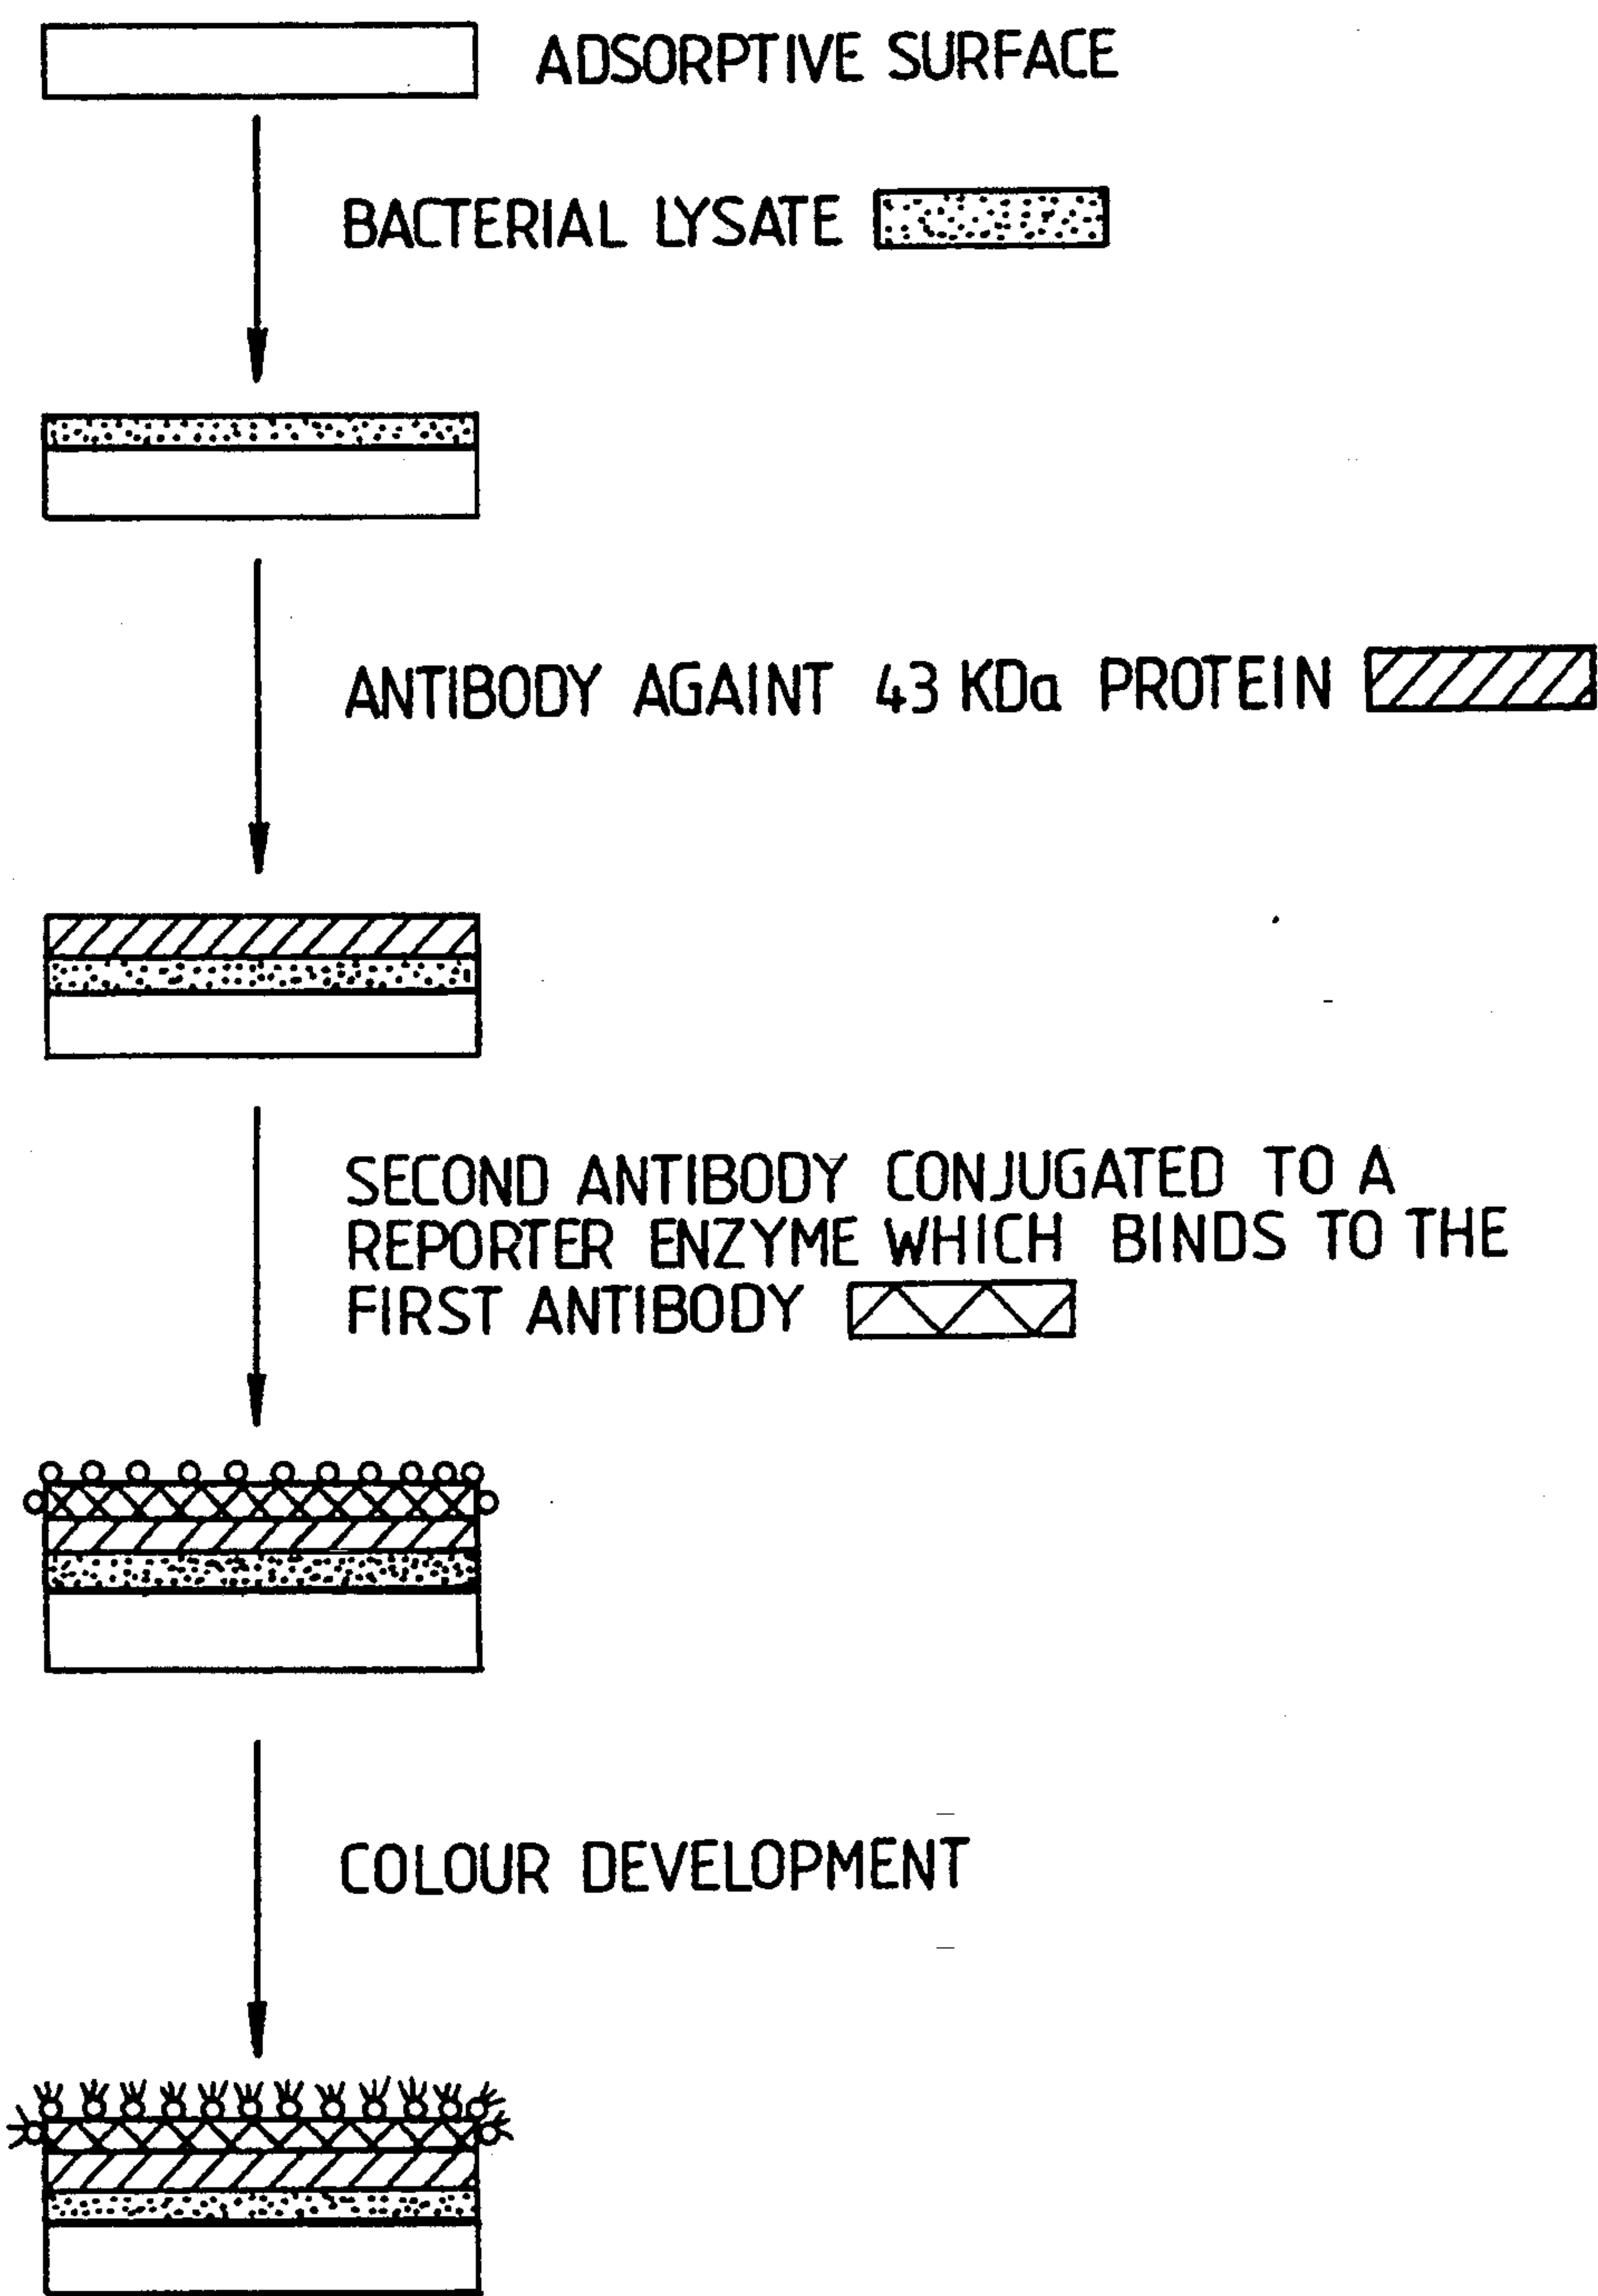 ADSORPTIVE SURFACE
BACTERIAL LYSATE
ANTIBODY AGAINT 43 KDa PROTEIN
SECOND ANTIBODY CONJUGATED TO A
REPORTER ENZYME WHICH BINDS TO THE
FIRST ANTIBODY
COLOUR DEVELOPMENT